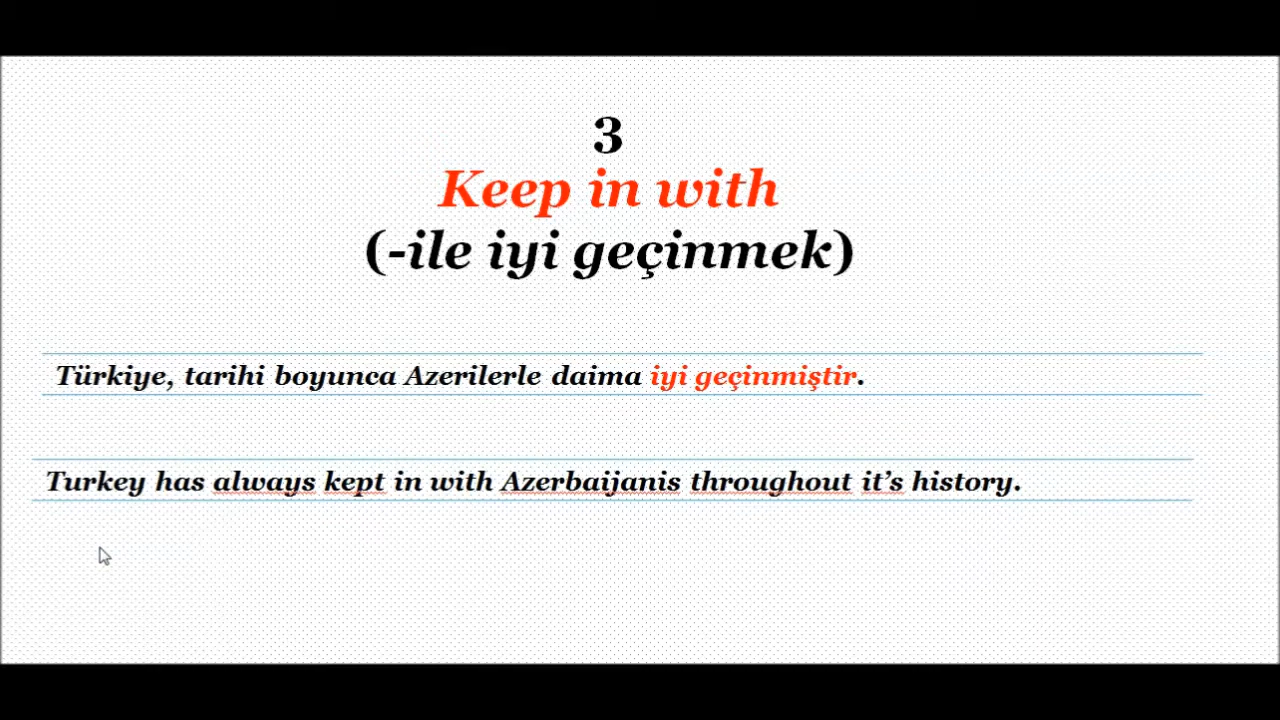 3
Keep in with
(-ile iyi geçinmek)
Türkiye, tarihi boyunca Azerilerle daima iyi geçinmiştir.
Turkey has always kept in with Azerbaijanis throughout it’s history.